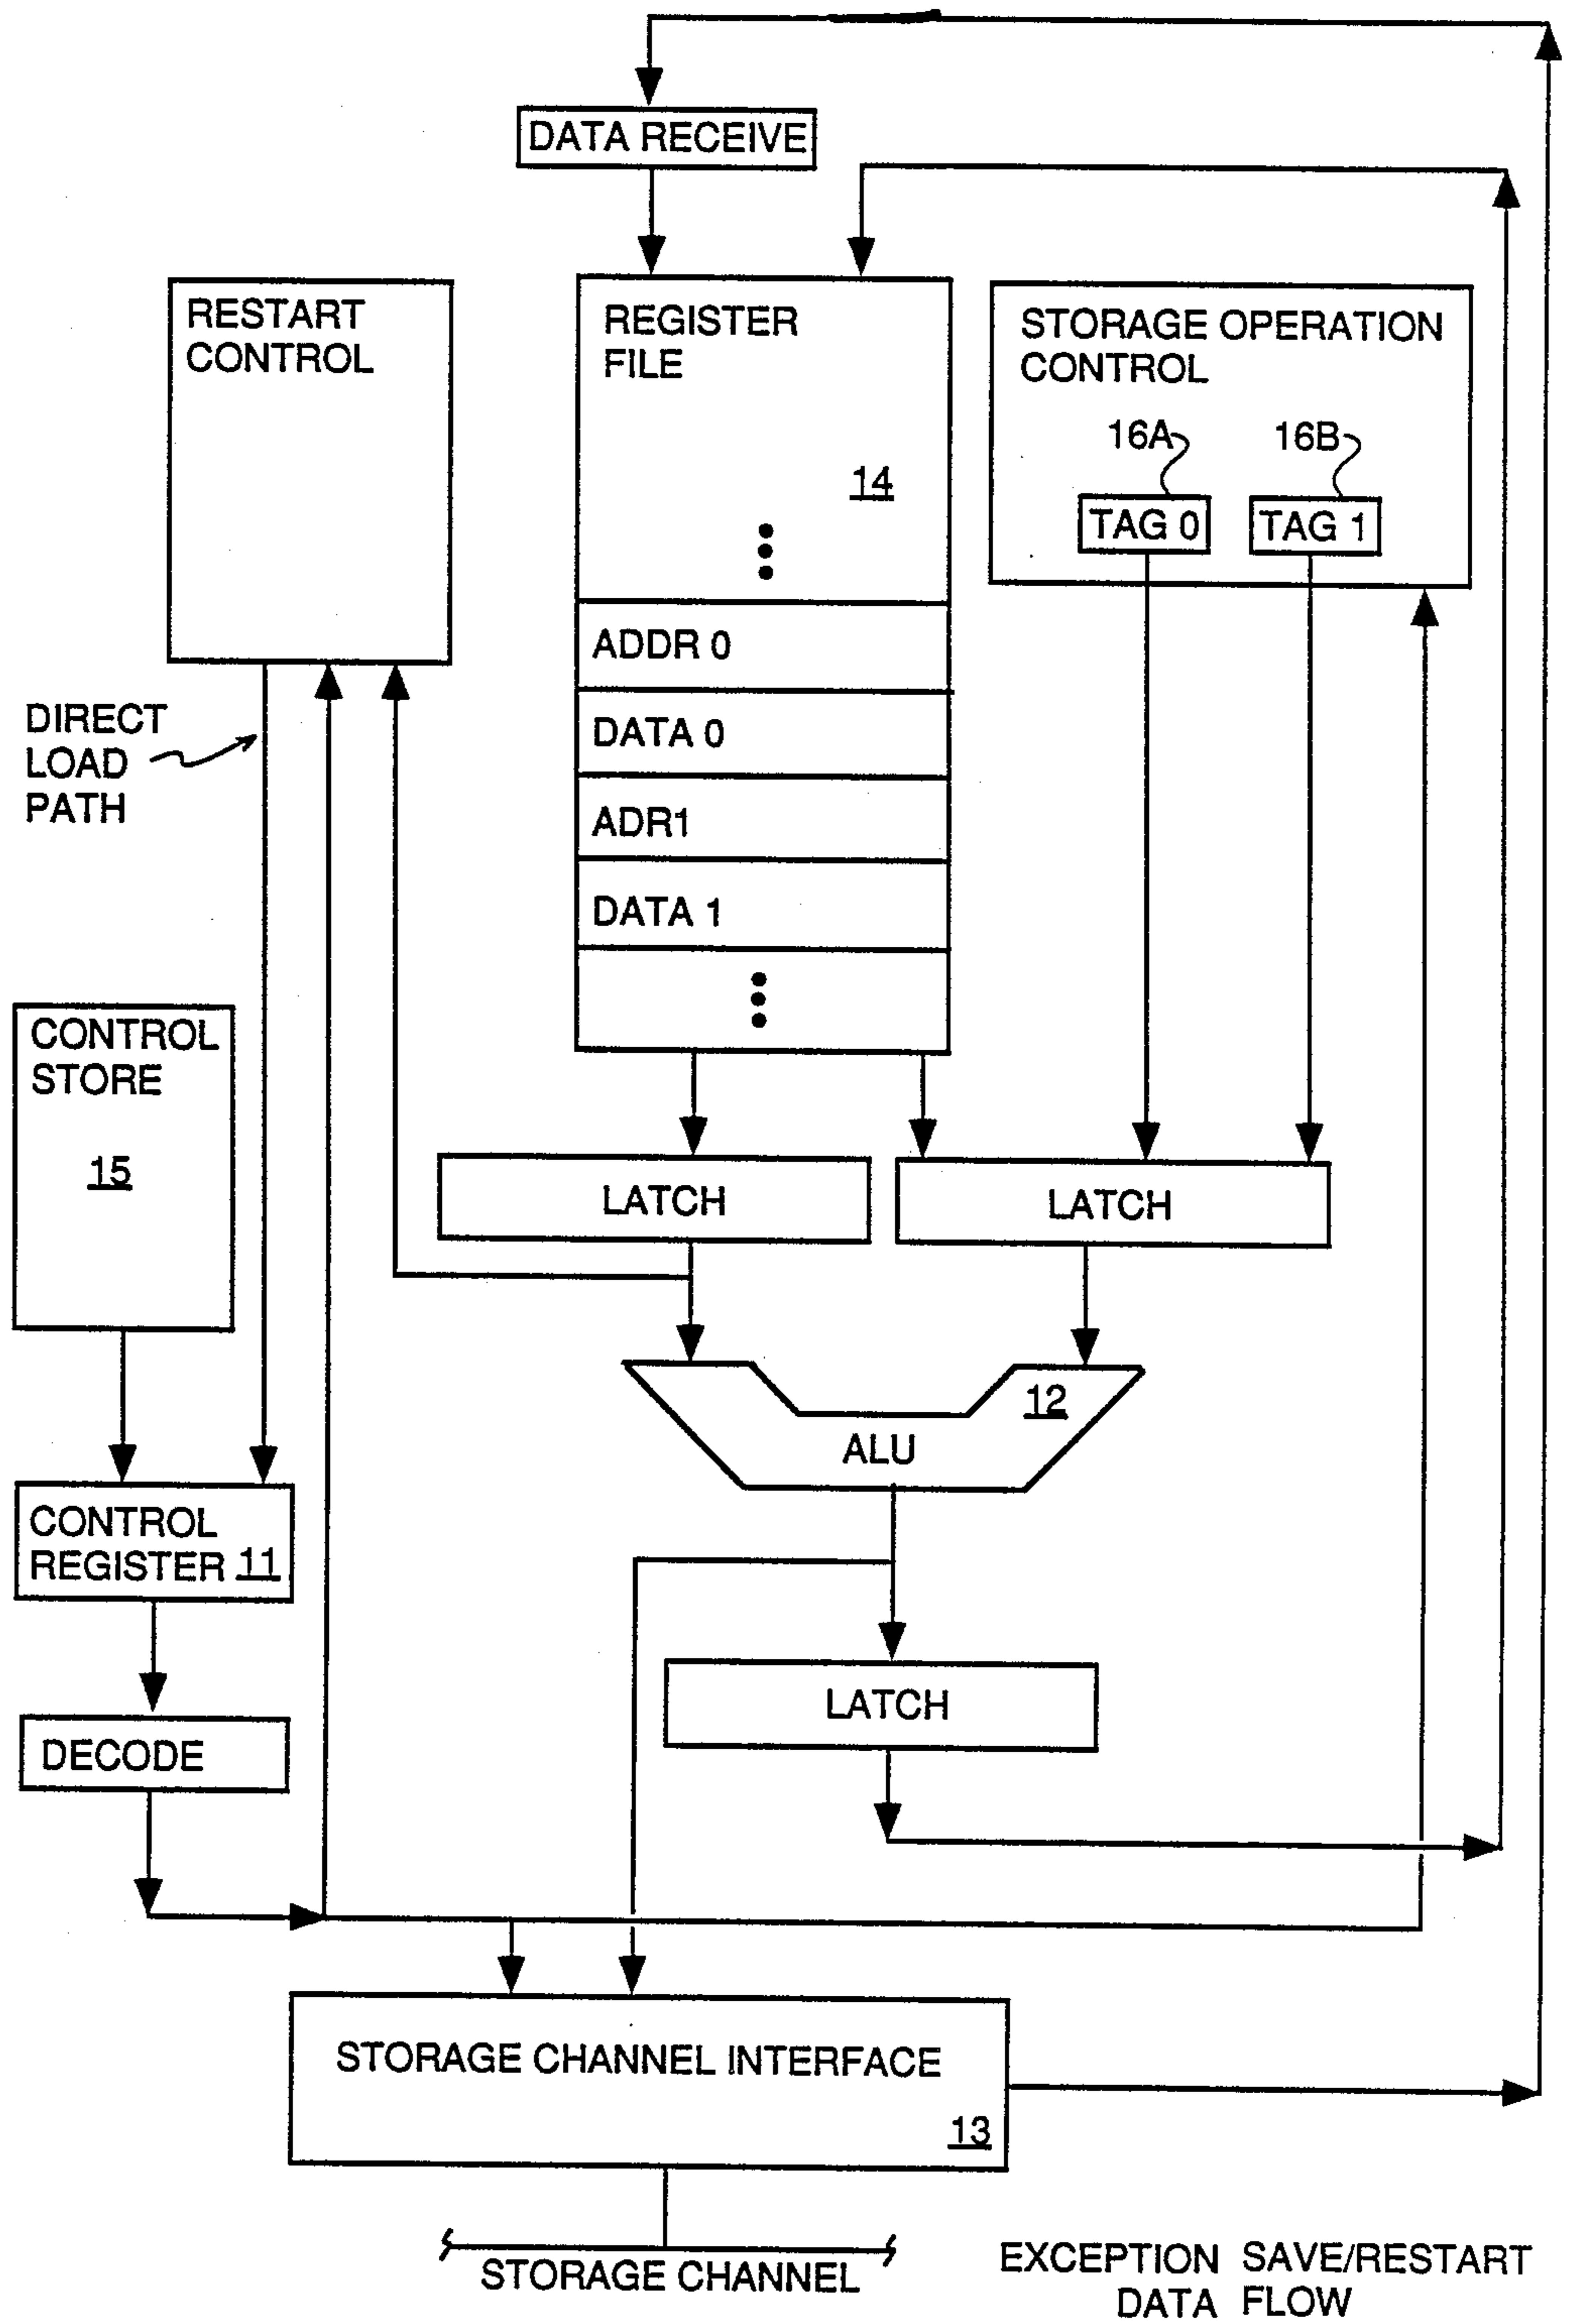 DATA RECEIVE
RESTART
CONTROL
REGISTER
FILE
14
STORAGE OPERATION
CONTROL
16A
16B
TAG 0
TAG 1
ADDR 0
DATA 0
ADR1
DATA 1
DIRECT
LOAD
PATH
CONTROL
STORE
15
LATCH
LATCH
12
ALU
CONTROL
REGISTER 11
LATCH
DECODE
STORAGE CHANNEL INTERFACE
13
STORAGE CHANNEL
EXCEPTION SAVE/RESTART
DATA FLOW